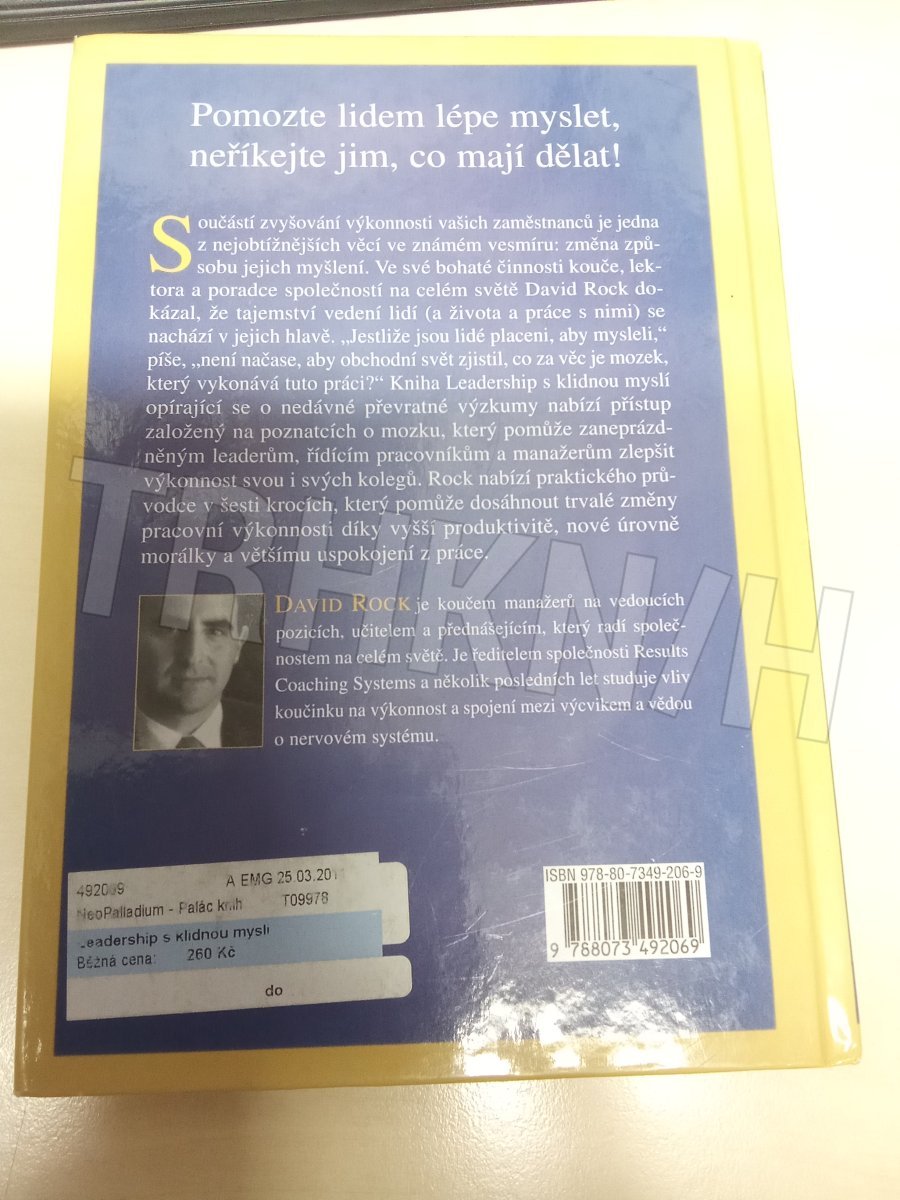 Pomozte lidem lépe myslet,
neříkejte jim, co mají dělat!
Součástí zvyšování výkonnosti vašich zaměstnanců je jedna
z nejobtížnějších věcí ve známém vesmíru: změna způ-
sobu jejich myšlení. Ve své bohaté činnosti kouče, lek-
tora a poradce společností na celém světě David Rock do-
kázal, že tajemství vedení lidí (a života a práce s nimi) se
nachází v jejich hlavě. „Jestliže jsou lidé placeni, aby mysleli,“
píše, „není načase, aby obchodní svět zjistil, co za věc je mozek,
který vykonává tuto práci?“ Kniha Leadership s klidnou myslí
opírající se o nedávné převratné výzkumy nabízí přístup
založený na poznatcích o mozku, který pomůže zaneprázd-
něným leaderům, řídícím pracovníkům a manažerům zlepšit
výkonnost svou i svých kolegů. Rock nabízí praktického prů-
vodce v šesti krocích, který pomůže dosáhnout trvalé změny
pracovní výkonnosti díky vyšší produktivitě, nové úrovně
morálky a většímu uspokojení z práce.
TRHKNIH
DAVID ROCK je koučem manažerů na vedoucích
pozicích, učitelem a přednášejícím, který radí společ-
nostem na celém světě. Je ředitelem společnosti Results
Coaching Systems a několik posledních let studuje vliv
koučinku na výkonnost a spojení mezi výcvikem a vědou
o nervovém systému.
A EMG 25.03.201
NeoPalladium - Palác knih T09978
Leadership s klidnou myslí
Běžná cena: 260 Kč
do
ISBN 978-80-7349-206-9
9 788073 492069